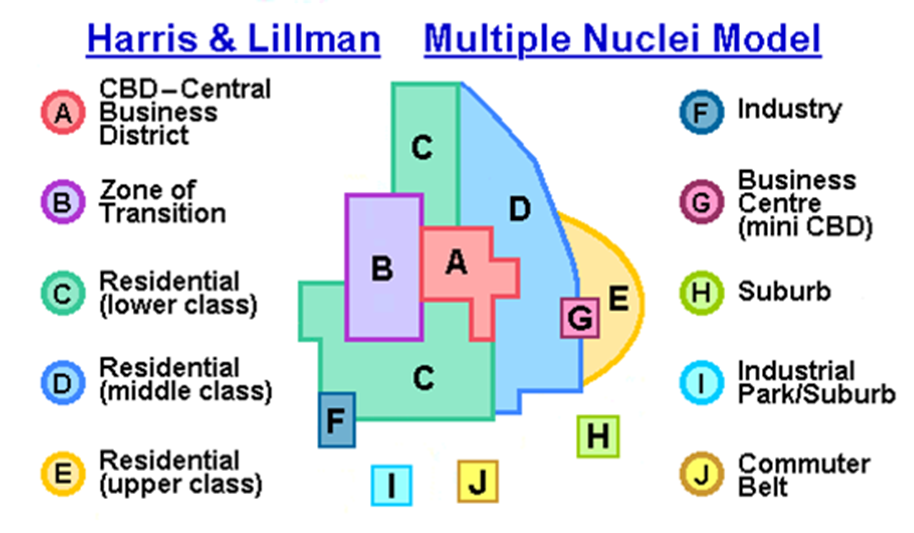 Harris & Lillman Multiple Nuclei Model
A CBD–Central
Business
District
B Zone of
Transition
C Residential
(lower class)
D Residential
(middle class)
E Residential
(upper class)
C
D
B
A
E
G
C
F
H
I
J
F Industry
G Business
Centre
(mini CBD)
H Suburb
I Industrial
Park/Suburb
J Commuter
Belt